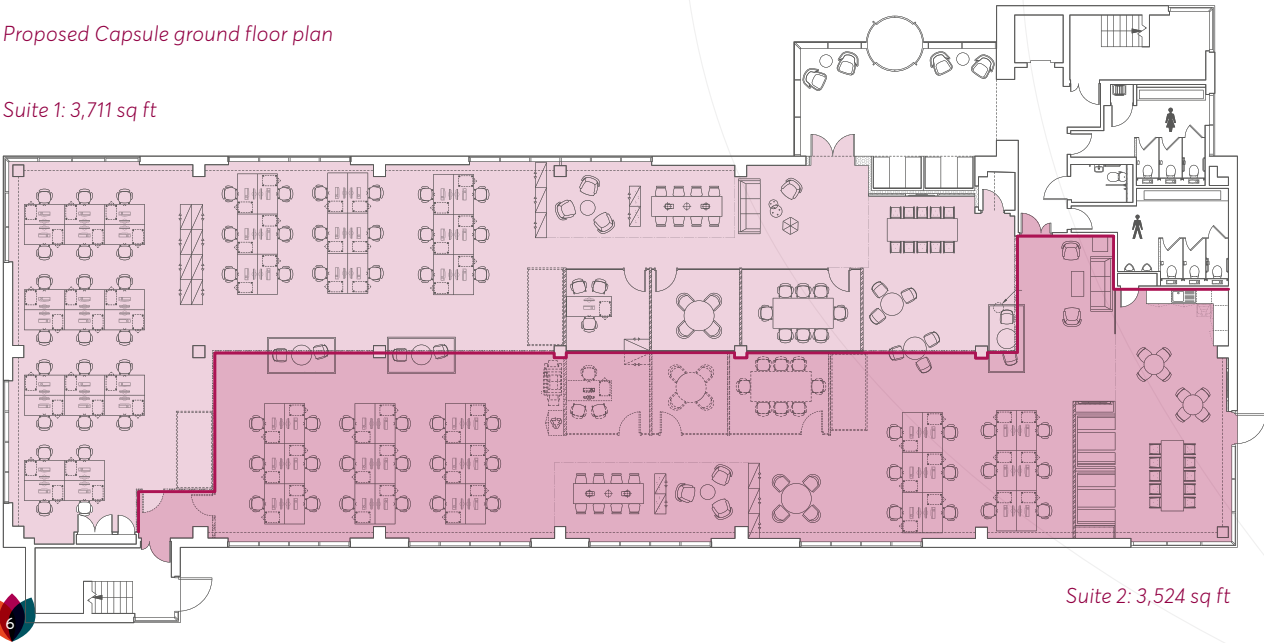 Proposed Capsule ground floor plan
Suite 1: 3,711 sq ft
Suite 2: 3,524 sq ft
6